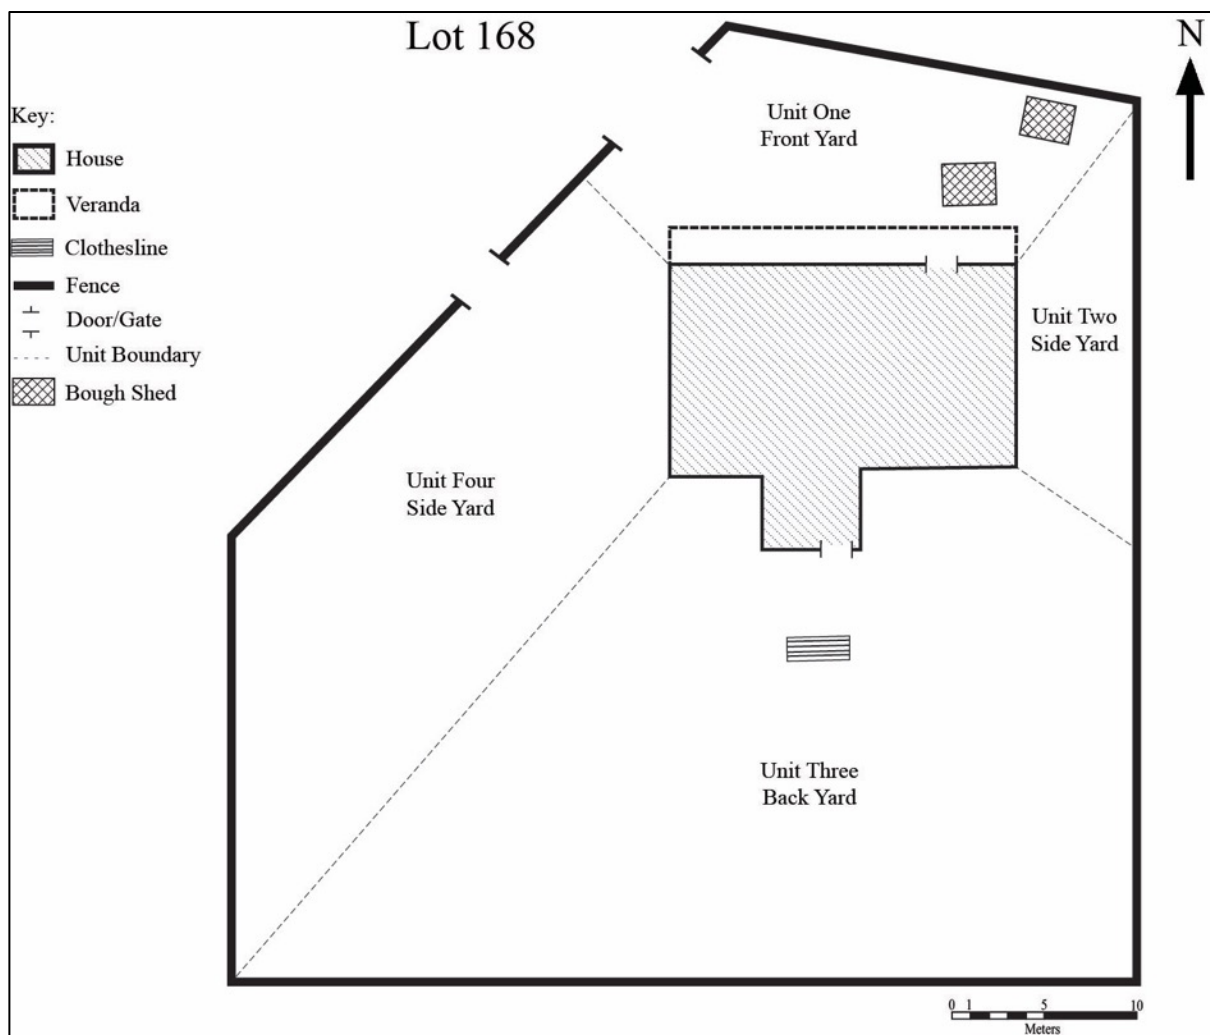 Lot 168
N
Key:
House
Veranda
Clothesline
Fence
Door/Gate
Unit Boundary
Bough Shed
Unit One
Front Yard
Unit Two
Side Yard
Unit Four
Side Yard
Unit Three
Back Yard
0 1 5 10
Meters